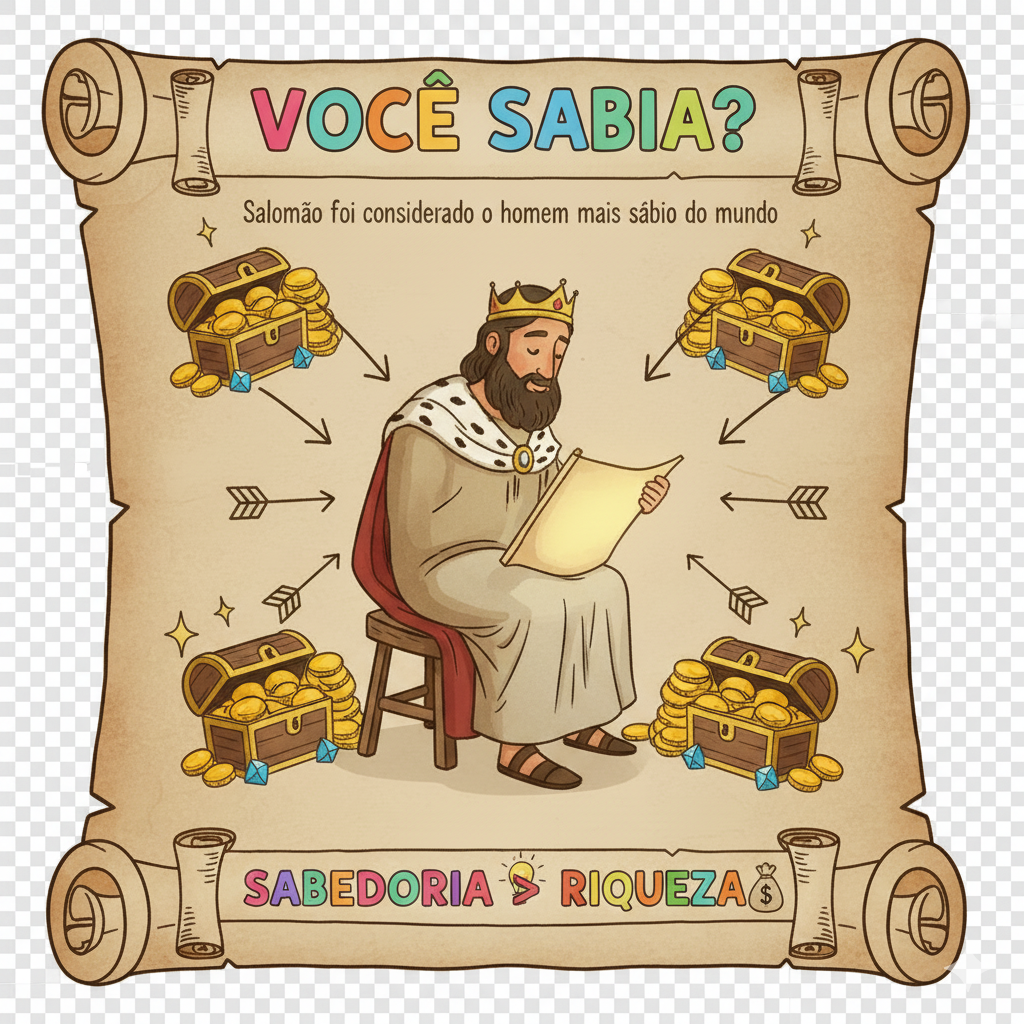 VOCÊ SABIA?
Salomão foi considerado o homem mais sábio do mundo
SABEDORIA > RIQUEZA $